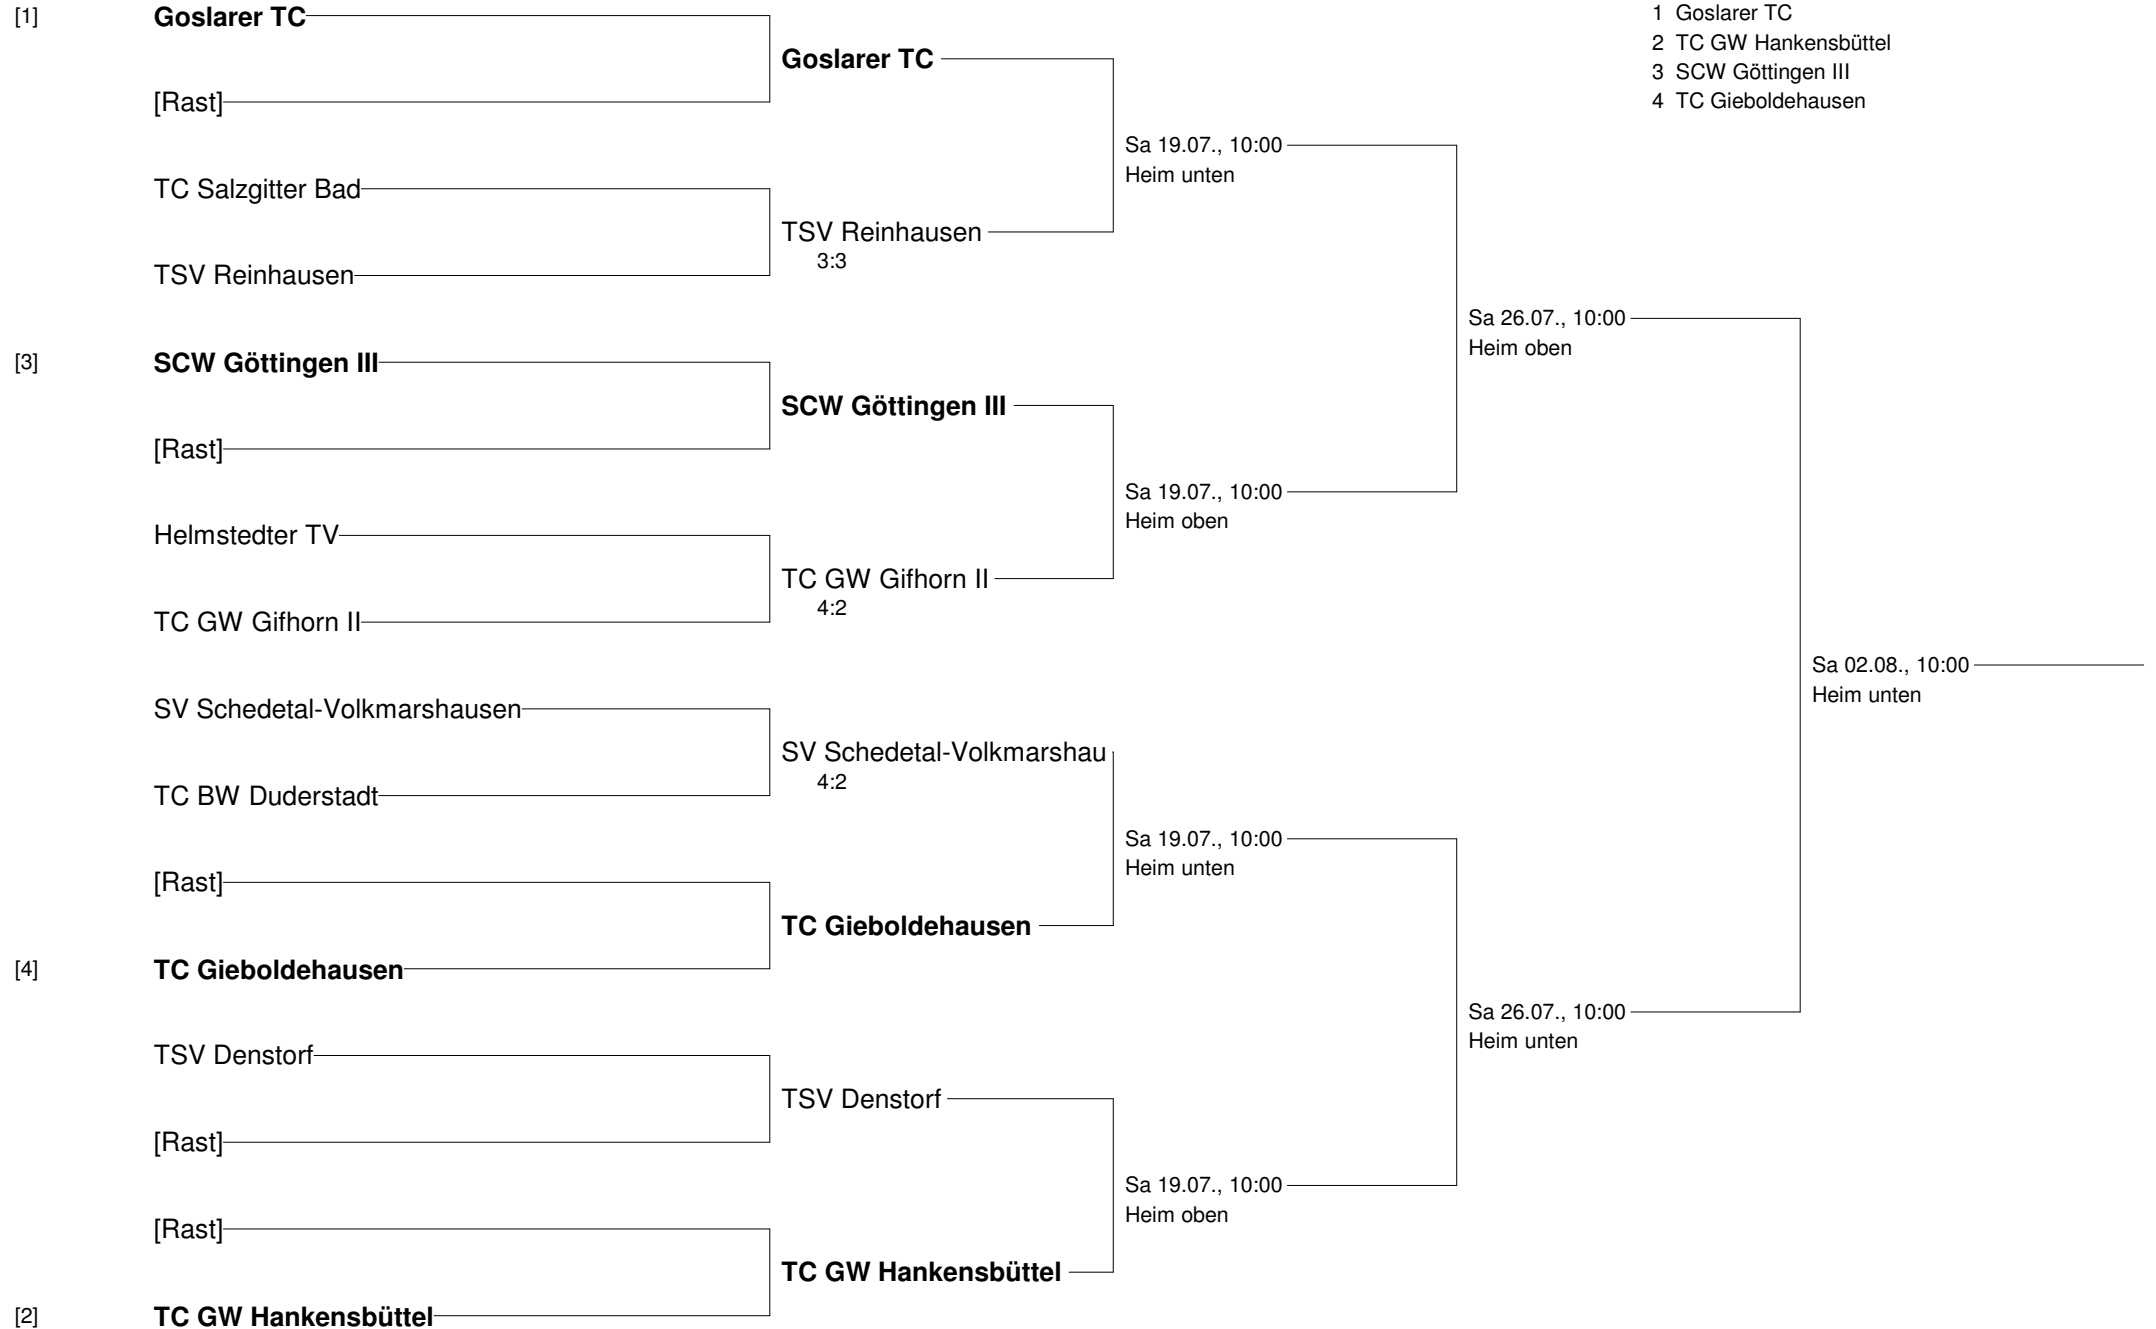 [1]
Goslarer TC
[Rast]
TC Salzgitter Bad
TSV Reinhausen
[3]
SCW Göttingen III
[Rast]
Helmstedter TV
TC GW Gifhorn II
SV Schedetal-Volkmarshausen
TC BW Duderstadt
[Rast]
[4]
TC Gieboldehausen
TSV Denstorf
[Rast]
[Rast]
[2]
TC GW Hankensbüttel
Goslarer TC
TSV Reinhausen
3:3
SCW Göttingen III
TC GW Gifhorn II
4:2
SV Schedetal-Volkmarshau
4:2
TC Gieboldehausen
TSV Denstorf
TC GW Hankensbüttel
Sa 19.07., 10:00
Heim unten
Sa 19.07., 10:00
Heim oben
Sa 19.07., 10:00
Heim unten
Sa 19.07., 10:00
Heim oben
Sa 26.07., 10:00
Heim oben
Sa 26.07., 10:00
Heim unten
Sa 02.08., 10:00
Heim unten
1 Goslarer TC
2 TC GW Hankensbüttel
3 SCW Göttingen III
4 TC Gieboldehausen